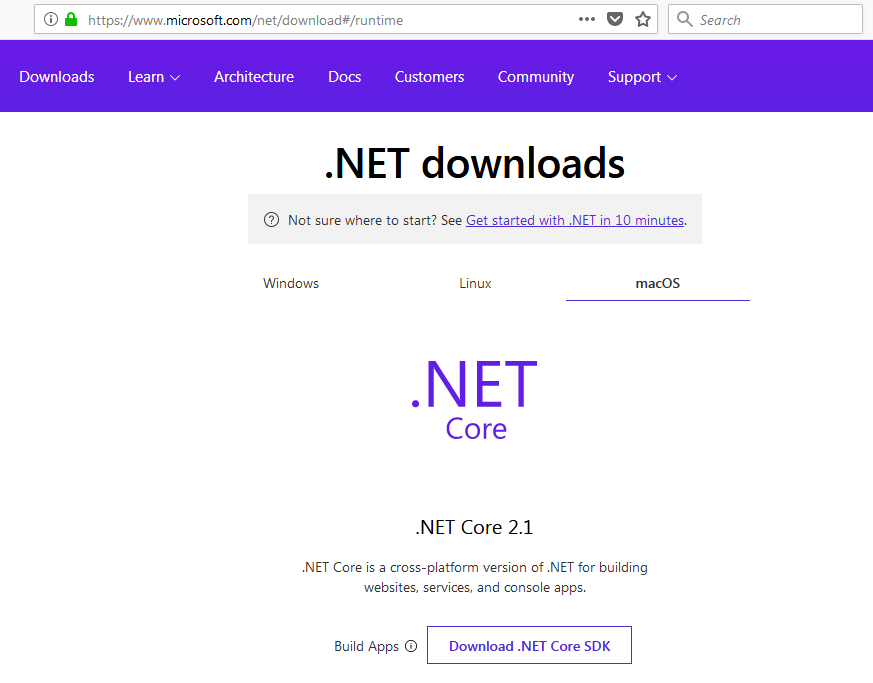 https://www.microsoft.com/net/download#/runtime
Search
Downloads Learn Architecture Docs Customers Community Support
.NET downloads
Not sure where to start? See Get started with .NET in 10 minutes.
Windows Linux macOS
.NET
Core
.NET Core 2.1
.NET Core is a cross-platform version of .NET for building
websites, services, and console apps.
Build Apps Download .NET Core SDK